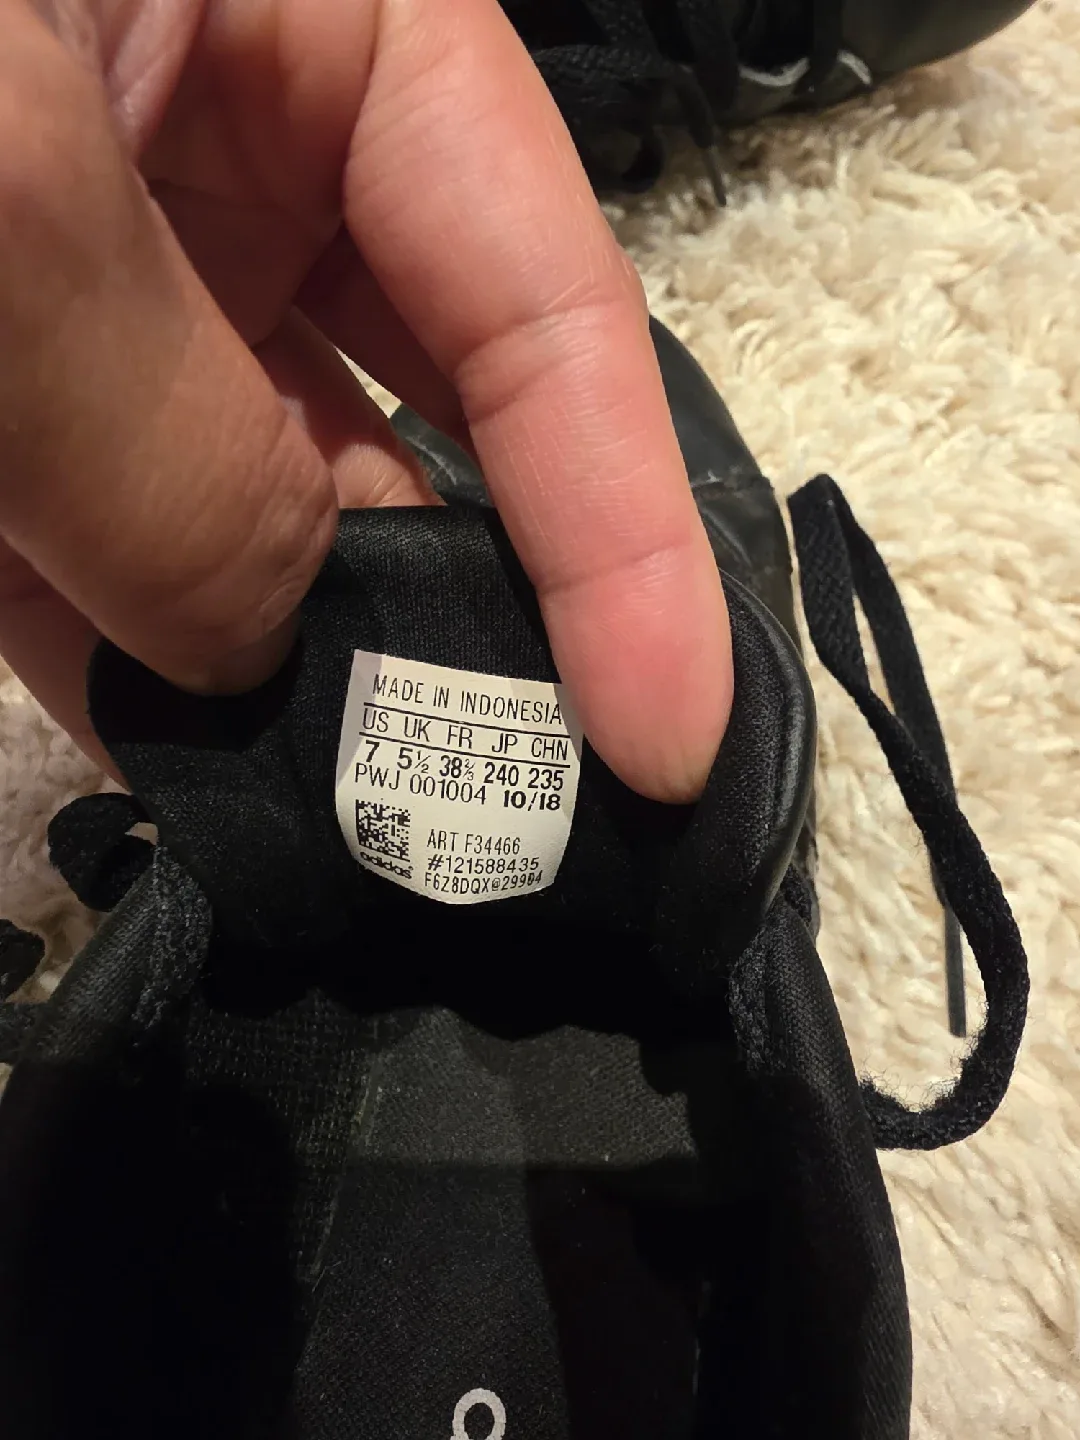 MADE IN INDONESIA
US UK FR JP CHN
7 5½ 38⅔ 240 235
PWJ 001004 10/18
ART F34466
#121588435
adidas
F6Z8DQX@29904